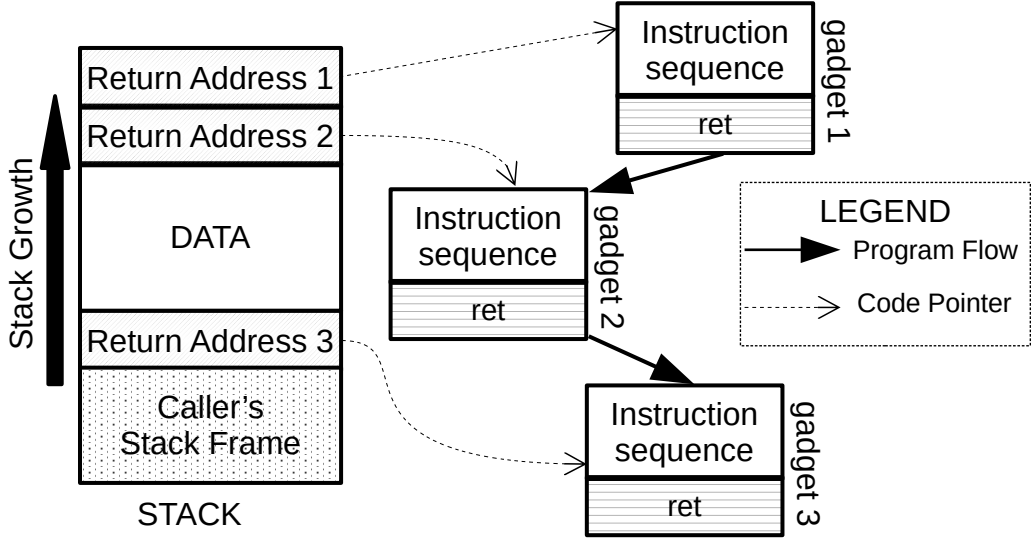 Return Address 1
Return Address 2
DATA
Return Address 3
Caller's
Stack Frame
STACK
Stack Growth
Instruction
sequence
ret
gadget 1
Instruction
sequence
ret
gadget 2
Instruction
sequence
ret
gadget 3
LEGEND
Program Flow
Code Pointer